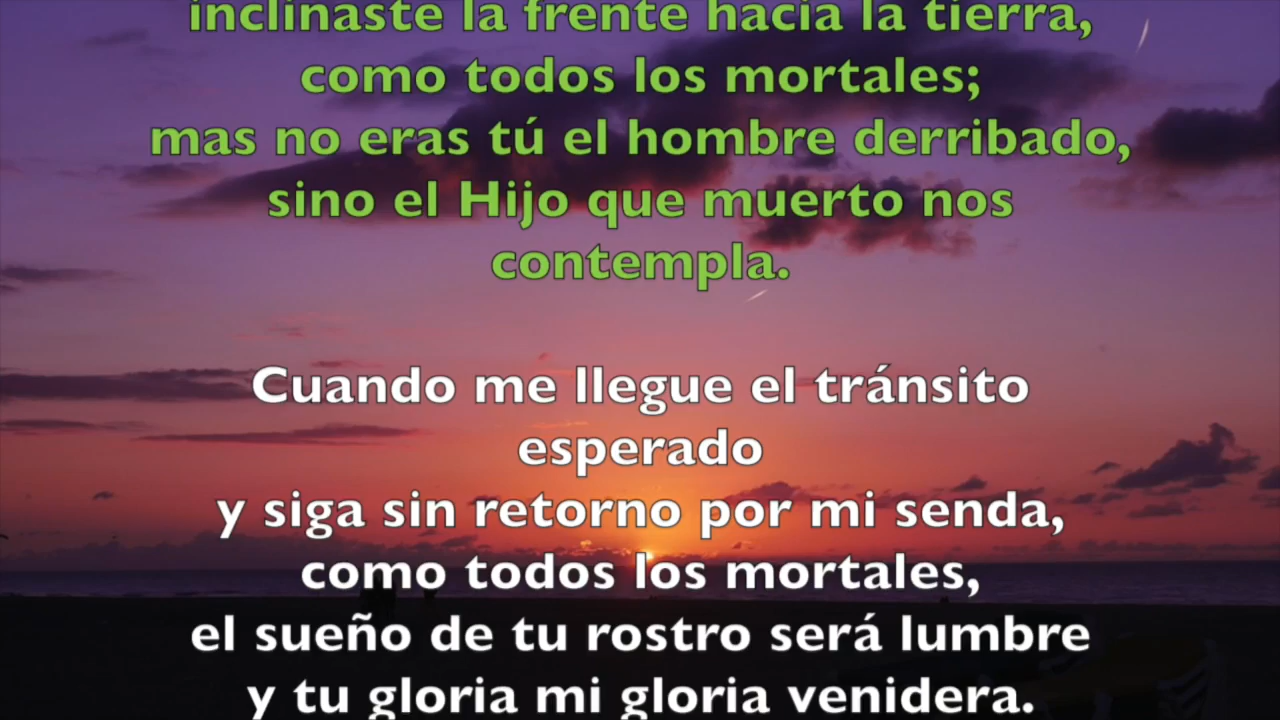 inclinaste la frente hacia la tierra,
como todos los mortales;
mas no eras tú el hombre derribado,
sino el Hijo que muerto nos
contempla.
Cuando me llegue el tránsito
esperado
y siga sin retorno por mi senda,
como todos los mortales,
el sueño de tu rostro será lumbre
y tu gloria mi gloria venidera.